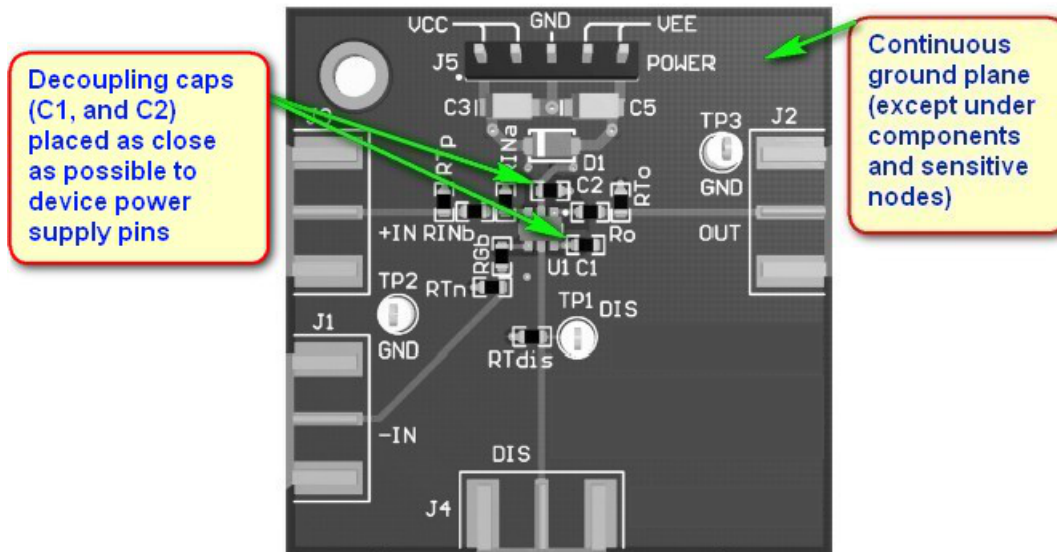 VCC
GND
VEE
J5
POWER
Decoupling caps
(C1, and C2)
placed as close
as possible to
device power
supply pins
Continuous
ground plane
(except under
components
and sensitive
nodes)
C3
C5
J3
RTP
RINa
D1
TP3
J2
C2
RTo
GND
+IN
RINb
Ro
OUT
RGb
U1
C1
TP2
RTn
TP1
DIS
J1
GND
RTdis
-IN
DIS
J4